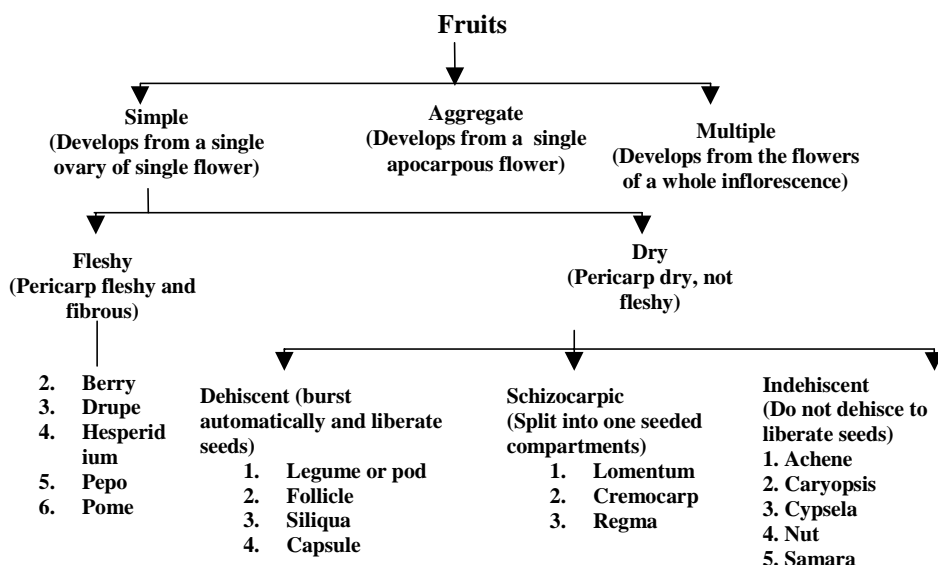 Fruits
Simple
(Develops from a single
ovary of single flower)
Aggregate
(Develops from a single
apocarpous flower)
Multiple
(Develops from the flowers
of a whole inflorescence)
Fleshy
(Pericarp fleshy and
fibrous)
Dry
(Pericarp dry, not
fleshy)
2. Berry
3. Drupe
4. Hesperid
ium
5. Pepo
6. Pome
Dehiscent (burst
automatically and liberate
seeds)
1. Legume or pod
2. Follicle
3. Siliqua
4. Capsule
Schizocarpic
(Split into one seeded
compartments)
1. Lomentum
2. Cremocarp
3. Regma
Indehiscent
(Do not dehisce to
liberate seeds)
1. Achene
2. Caryopsis
3. Cypsela
4. Nut
5. Samara